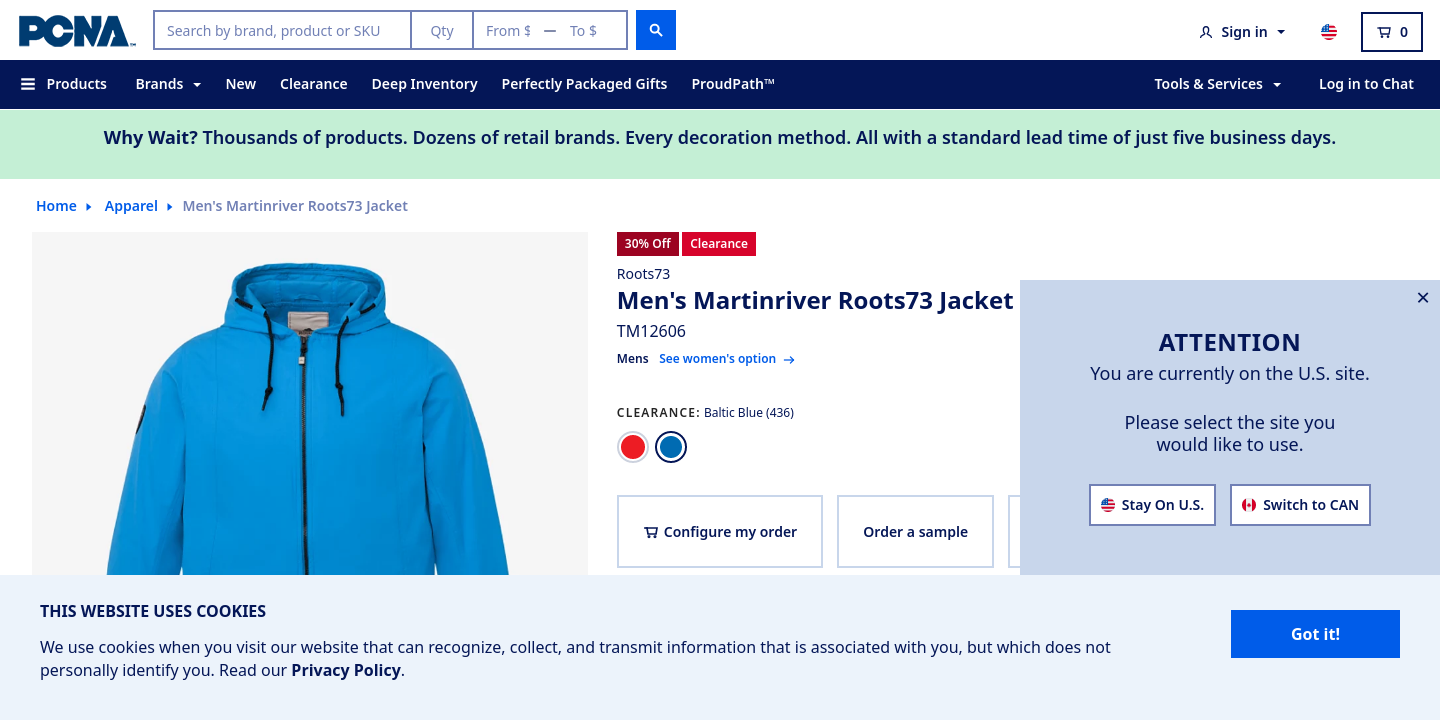 PCNA
Search by brand, product or SKU
Qty
From $ — To $
Sign in
0
Products
Brands
New
Clearance
Deep Inventory
Perfectly Packaged Gifts
ProudPath™
Tools & Services
Log in to Chat
Why Wait? Thousands of products. Dozens of retail brands. Every decoration method. All with a standard lead time of just five business days.
Home
Apparel
Men's Martinriver Roots73 Jacket
30% Off
Clearance
Roots73
Men's Martinriver Roots73 Jacket
TM12606
Mens
See women's option
CLEARANCE: Baltic Blue (436)
Configure my order
Order a sample
ATTENTION
You are currently on the U.S. site.
Please select the site you
would like to use.
Stay On U.S.
Switch to CAN
THIS WEBSITE USES COOKIES
We use cookies when you visit our website that can recognize, collect, and transmit information that is associated with you, but which does not
personally identify you. Read our Privacy Policy.
Got it!